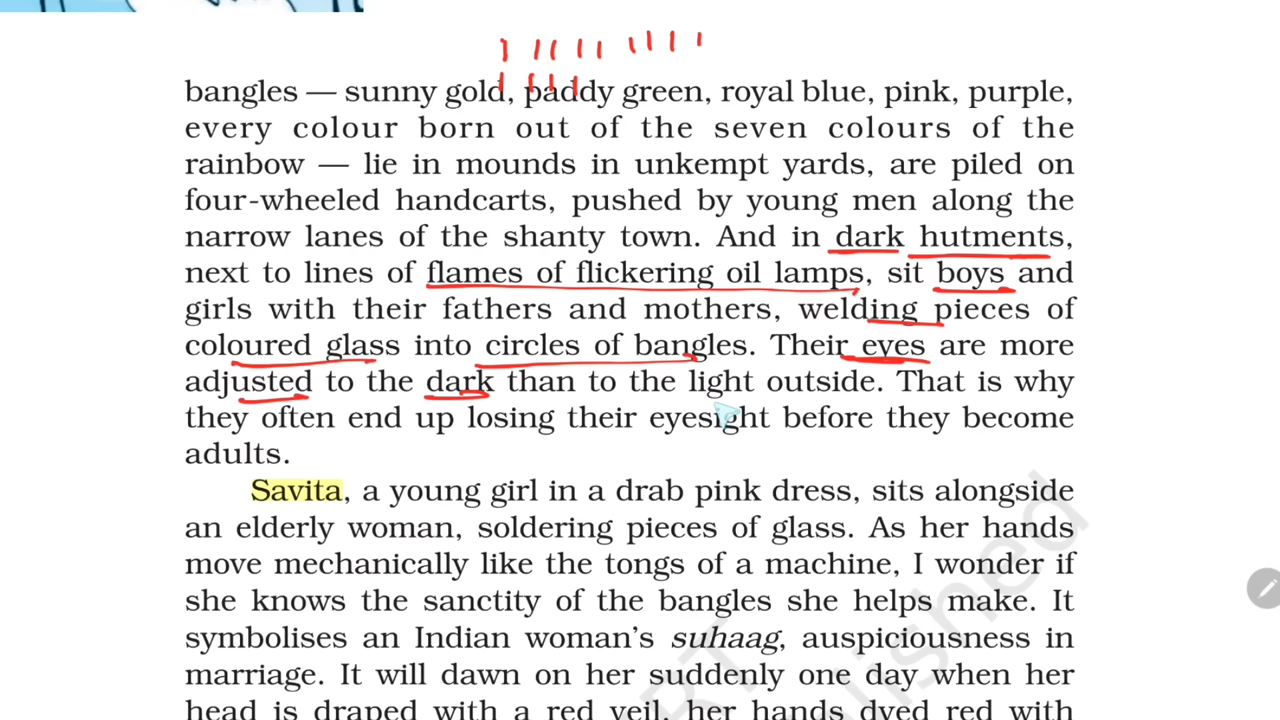 bangles — sunny gold, paddy green, royal blue, pink, purple,
every colour born out of the seven colours of the
rainbow — lie in mounds in unkempt yards, are piled on
four-wheeled handcarts, pushed by young men along the
narrow lanes of the shanty town. And in dark hutments,
next to lines of flames of flickering oil lamps, sit boys and
girls with their fathers and mothers, welding pieces of
coloured glass into circles of bangles. Their eyes are more
adjusted to the dark than to the light outside. That is why
they often end up losing their eyesight before they become
adults.
Savita, a young girl in a drab pink dress, sits alongside
an elderly woman, soldering pieces of glass. As her hands
move mechanically like the tongs of a machine, I wonder if
she knows the sanctity of the bangles she helps make. It
symbolises an Indian woman's suhaag, auspiciousness in
marriage. It will dawn on her suddenly one day when her
head is draped with a red veil, her hands dyed red with